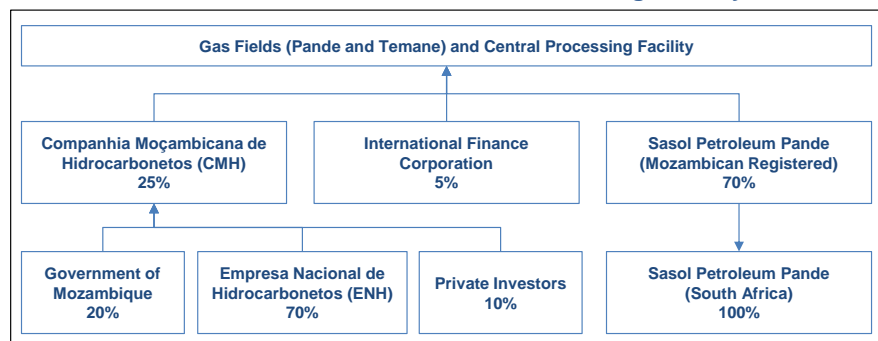 Gas Fields (Pande and Temane) and Central Processing Facility
Companhia Moçambicana de
Hidrocarbonetos (CMH)
25%
International Finance
Corporation
5%
Sasol Petroleum Pande
(Mozambican Registered)
70%
Government of
Mozambique
20%
Empresa Nacional de
Hidrocarbonetos (ENH)
70%
Private Investors
10%
Sasol Petroleum Pande
(South Africa)
100%